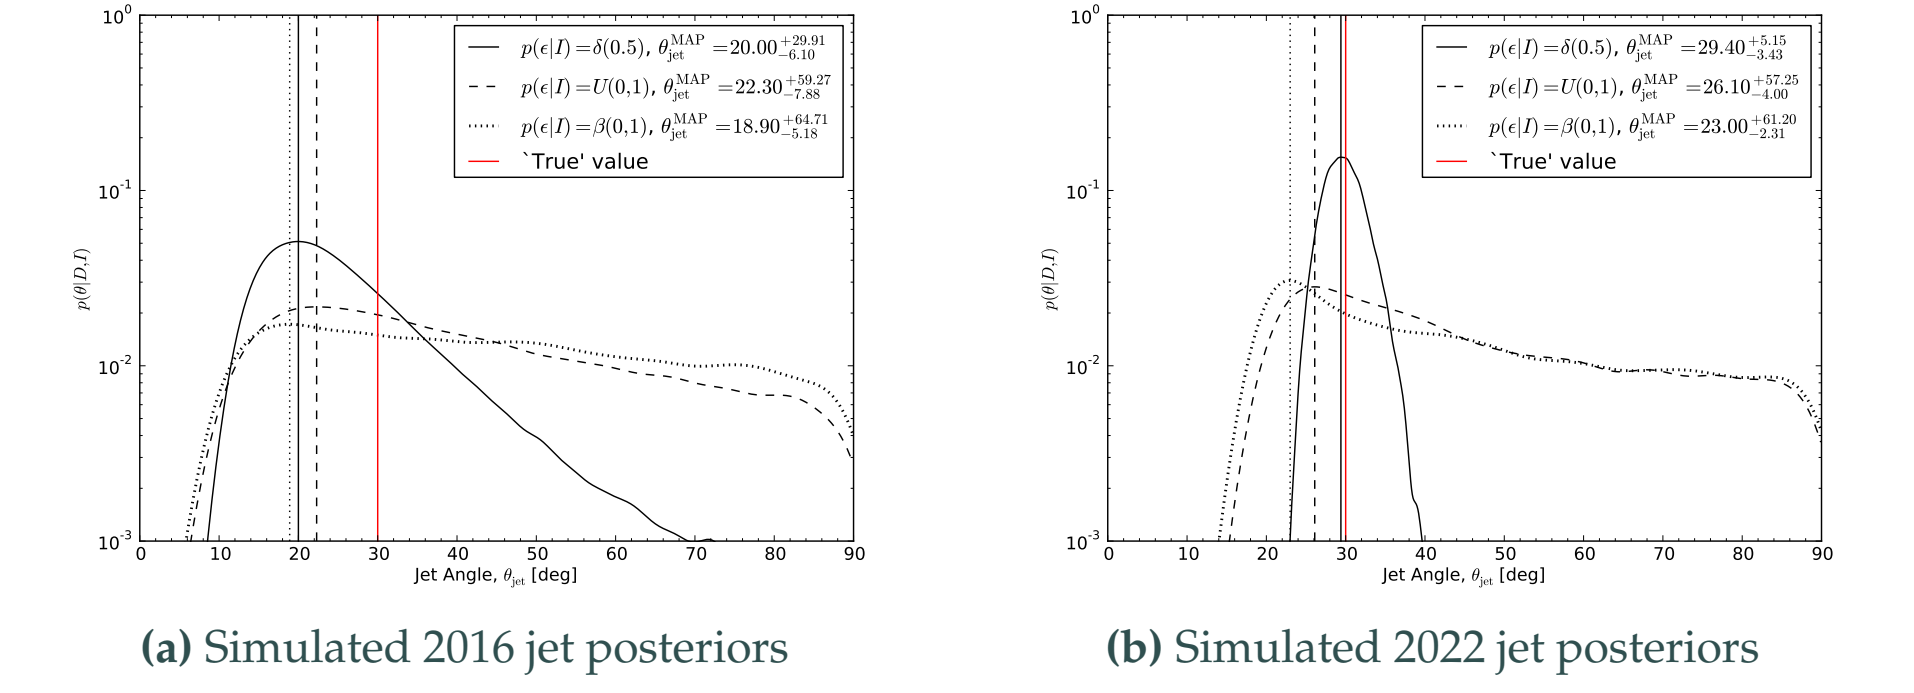 10^0
10^-1
10^-2
10^-3
p(θ|D,I)
p(ϵ|I)=δ(0.5), θ_jet^MAP=20.00^+29.91_-6.10
p(ϵ|I)=U(0,1), θ_jet^MAP=22.30^+59.27_-7.88
p(ϵ|I)=β(0,1), θ_jet^MAP=18.90^+64.71_-5.18
`True' value
0 10 20 30 40 50 60 70 80 90
Jet Angle, θ_jet [deg]
(a) Simulated 2016 jet posteriors
10^0
10^-1
10^-2
10^-3
p(θ|D,I)
p(ϵ|I)=δ(0.5), θ_jet^MAP=29.40^+5.15_-3.43
p(ϵ|I)=U(0,1), θ_jet^MAP=26.10^+57.25_-4.00
p(ϵ|I)=β(0,1), θ_jet^MAP=23.00^+61.20_-2.31
`True' value
0 10 20 30 40 50 60 70 80 90
Jet Angle, θ_jet [deg]
(b) Simulated 2022 jet posteriors